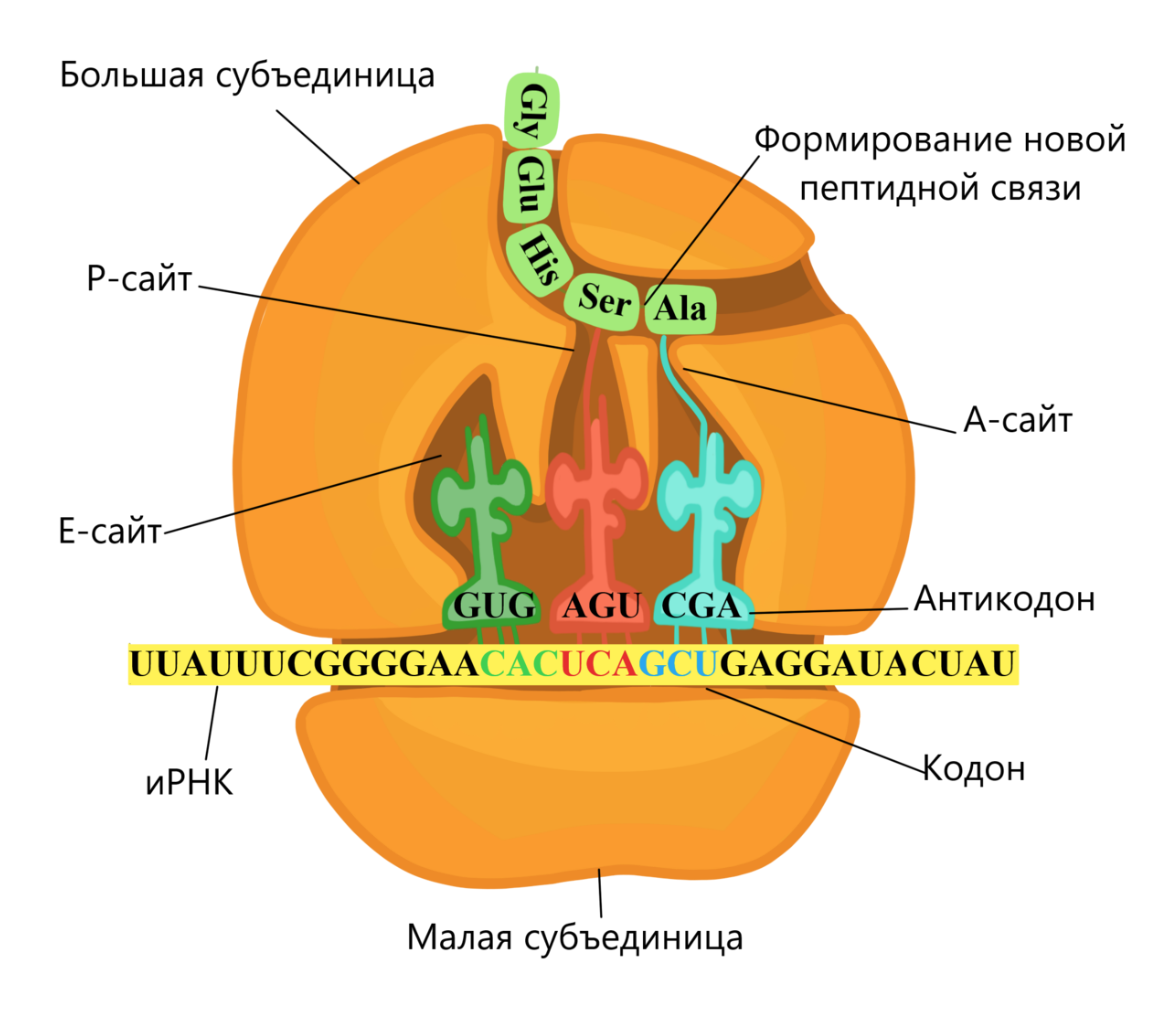 Большая субъединица
Gly
Glu
His
Ser
Ala
Формирование новой
пептидной связи
P-сайт
A-сайт
E-сайт
GUG
AGU
CGA
Антикодон
UUAUUUCGGGGAACACUCAGCUGAGGAUACUAU
иРНК
Кодон
Малая субъединица